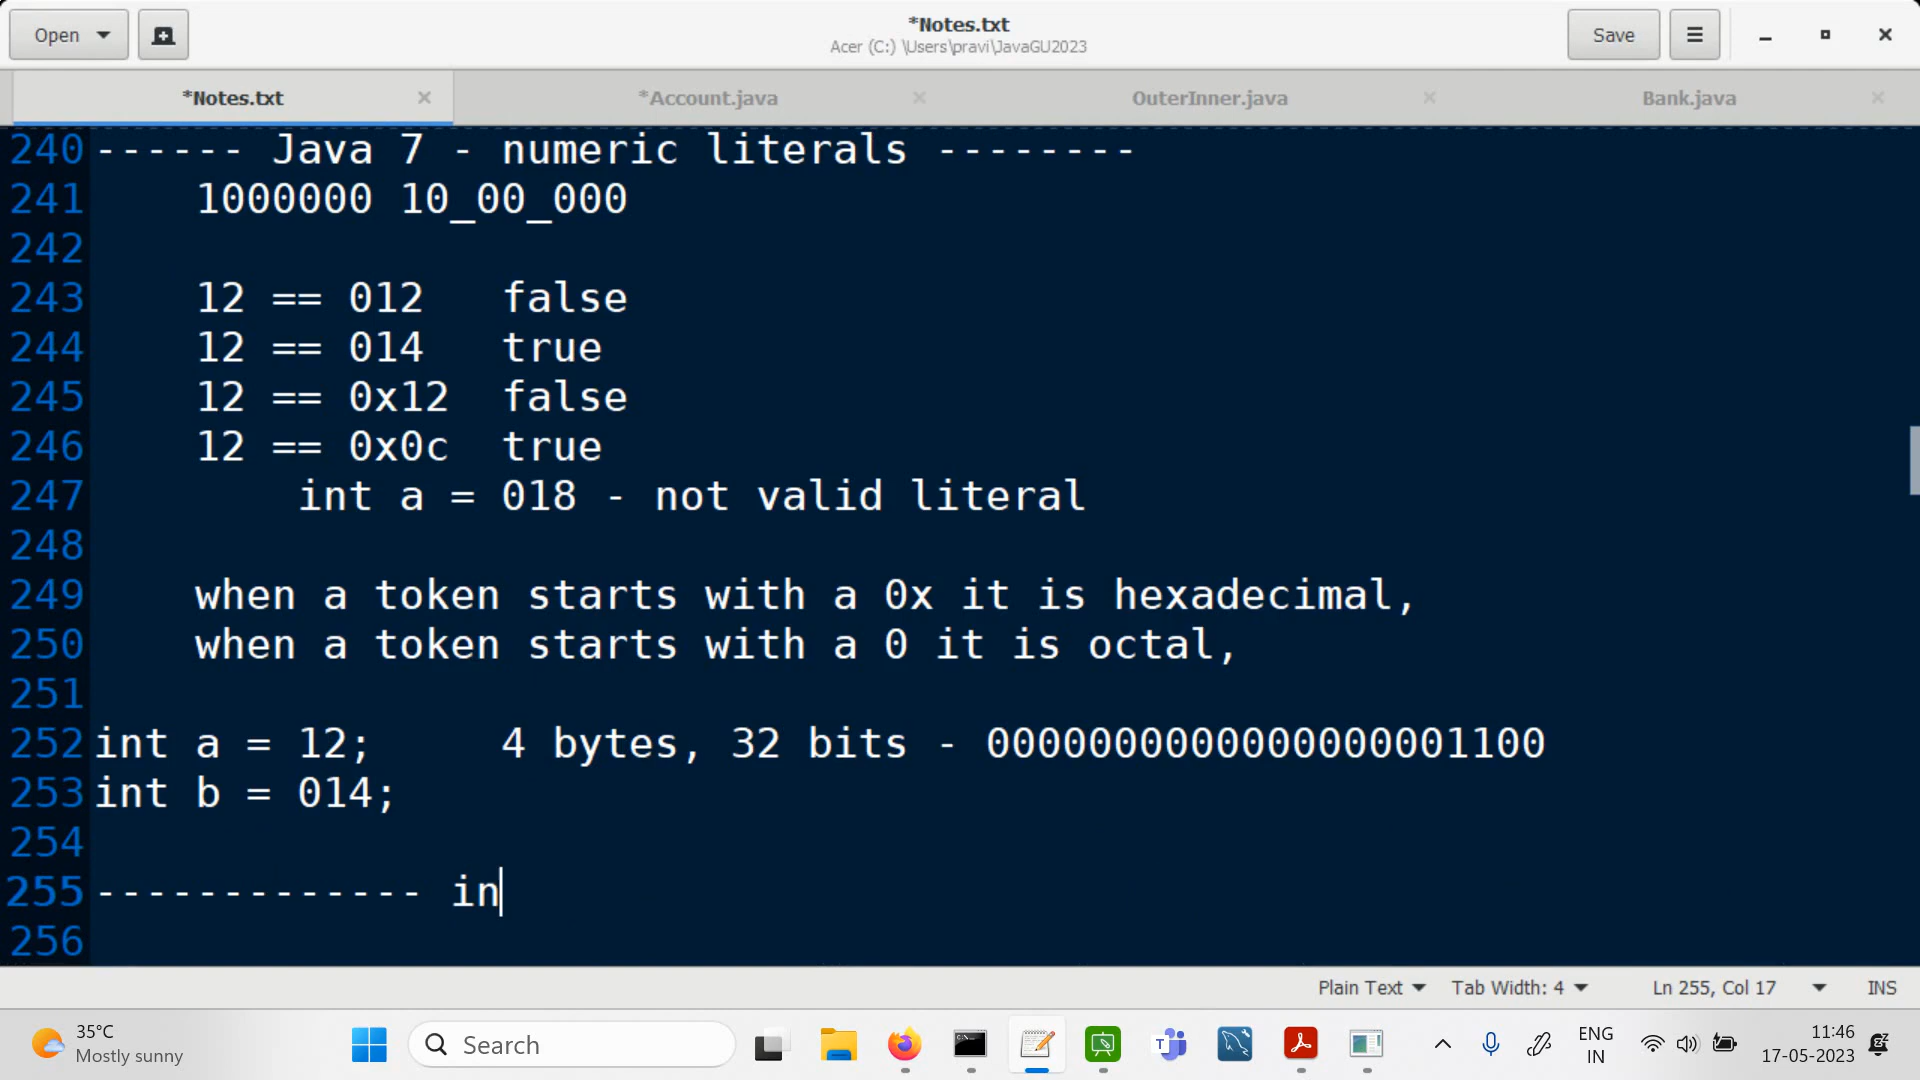 Open
*Notes.txt
Acer (C:) \Users\pravi\JavaGU2023
Save
*Notes.txt
*Account.java
OuterInner.java
Bank.java
240 ------ Java 7 - numeric literals --------
241 1000000 10_00_000
242
243 12 == 012 false
244 12 == 014 true
245 12 == 0x12 false
246 12 == 0x0c true
247 int a = 018 - not valid literal
248
249 when a token starts with a 0x it is hexadecimal,
250 when a token starts with a 0 it is octal,
251
252 int a = 12; 4 bytes, 32 bits - 0000000000000000001100
253 int b = 014;
254
255 ------------- in
256
Plain Text
Tab Width: 4
Ln 255, Col 17
INS
35°C
Mostly sunny
Search
ENG
IN
11:46
17-05-2023